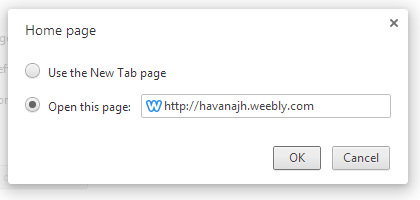 Home page
Use the New Tab page
Open this page: http://havanajh.weebly.com
OK Cancel